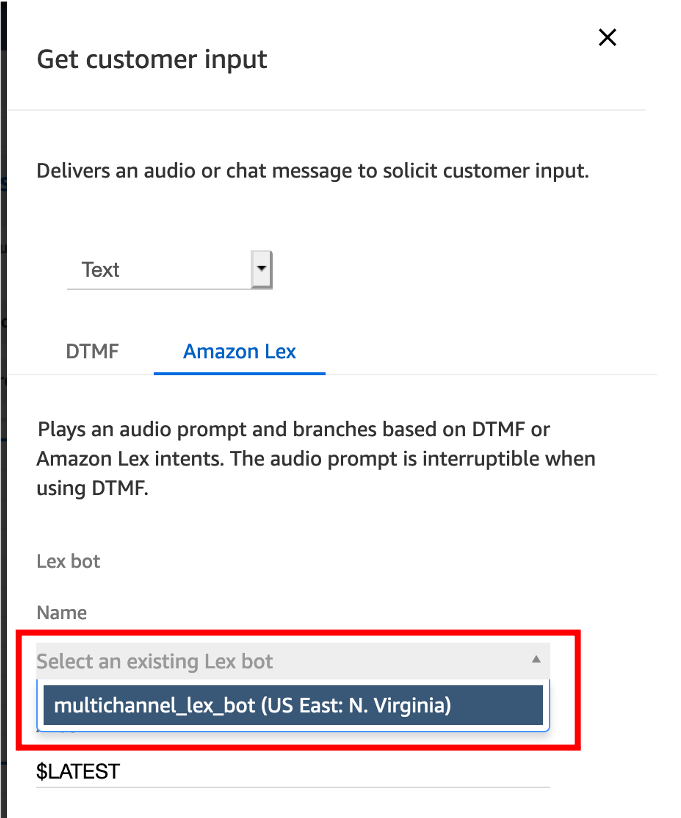 Get customer input
Delivers an audio or chat message to solicit customer input.
Text
DTMF Amazon Lex
Plays an audio prompt and branches based on DTMF or
Amazon Lex intents. The audio prompt is interruptible when
using DTMF.
Lex bot
Name
Select an existing Lex bot
multichannel_lex_bot (US East: N. Virginia)
$LATEST